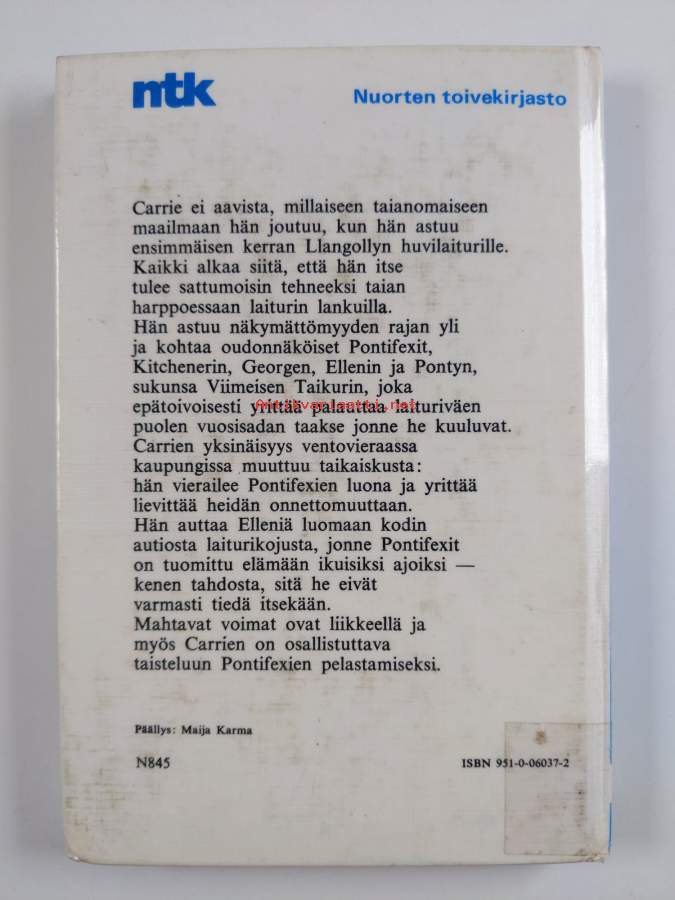 ntk
Nuorten toivekirjasto
Carrie ei aavista, millaiseen taianomaiseen
maailmaan hän joutuu, kun hän astuu
ensimmäisen kerran Llangollyn huvilaiturille.
Kaikki alkaa siitä, että hän itse
tulee sattumoisin tehneeksi taian
harppoessaan laiturin lankuilla.
Hän astuu näkymättömyyden rajan yli
ja kohtaa oudonnäköiset Pontifexit,
Kitchenerin, Georgen, Ellenin ja Pontyn,
sukunsa Viimeisen Taikurin, joka
epätoivoisesti yrittää palauttaa laituriväen
Antikvariaatti.net
puolen vuosisadan taakse jonne he kuuluvat.
Carrien yksinäisyys ventovieraassa
kaupungissa muuttuu taikaiskusta:
hän vierailee Pontifexien luona ja yrittää
lievittää heidän onnettomuuttaan.
Hän auttaa Elleniä luomaan kodin
autiosta laiturikojusta, jonne Pontifexit
on tuomittu elämään ikuisiksi ajoiksi —
kenen tahdosta, sitä he eivät
varmasti tiedä itsekään.
Mahtavat voimat ovat liikkeellä ja
myös Carrien on osallistuttava
taisteluun Pontifexien pelastamiseksi.
Päällys: Maija Karma
N845
ISBN 951-0-06037-2